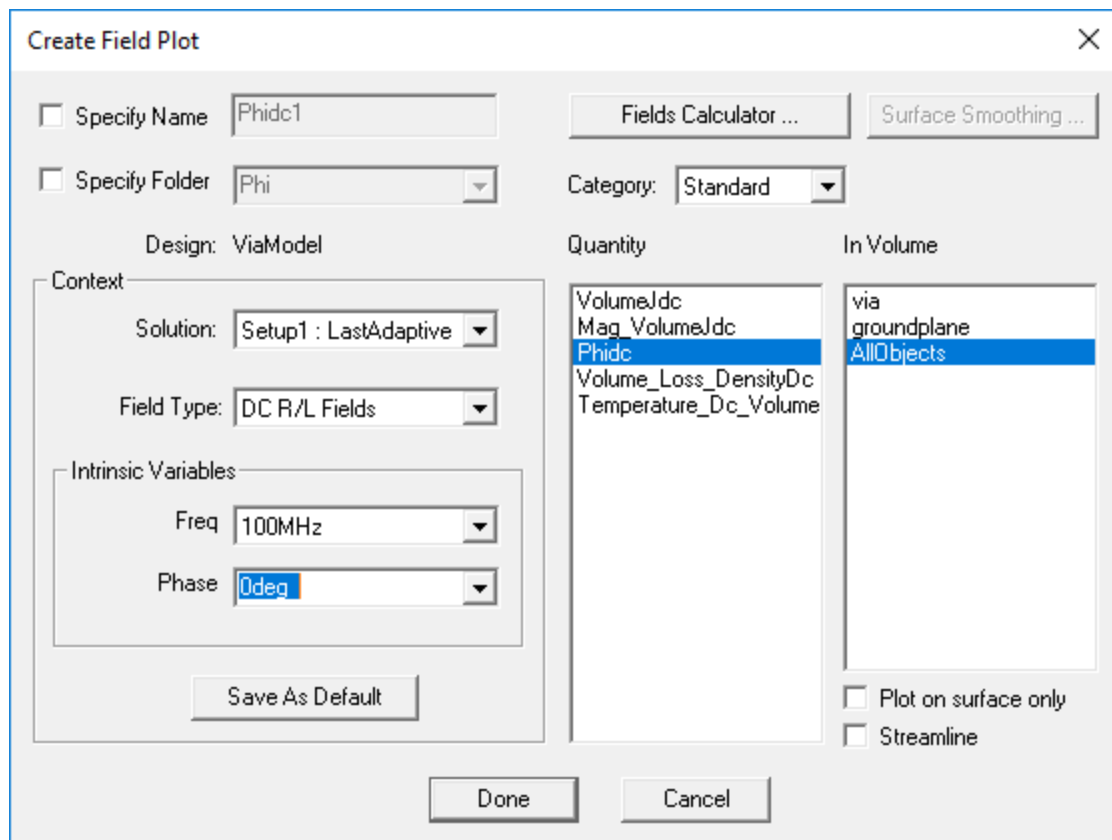 Create Field Plot
Specify Name
Phidc1
Fields Calculator ...
Surface Smoothing ...
Specify Folder
Phi
Category:
Standard
Design:
ViaModel
Quantity
In Volume
Context
Solution:
Setup1 : LastAdaptive
Field Type:
DC R/L Fields
Intrinsic Variables
Freq
100MHz
Phase
0deg
Save As Default
VolumeJdc
Mag_VolumeJdc
Phidc
Volume_Loss_DensityDc
Temperature_Dc_Volume
via
groundplane
AllObjects
Plot on surface only
Streamline
Done
Cancel